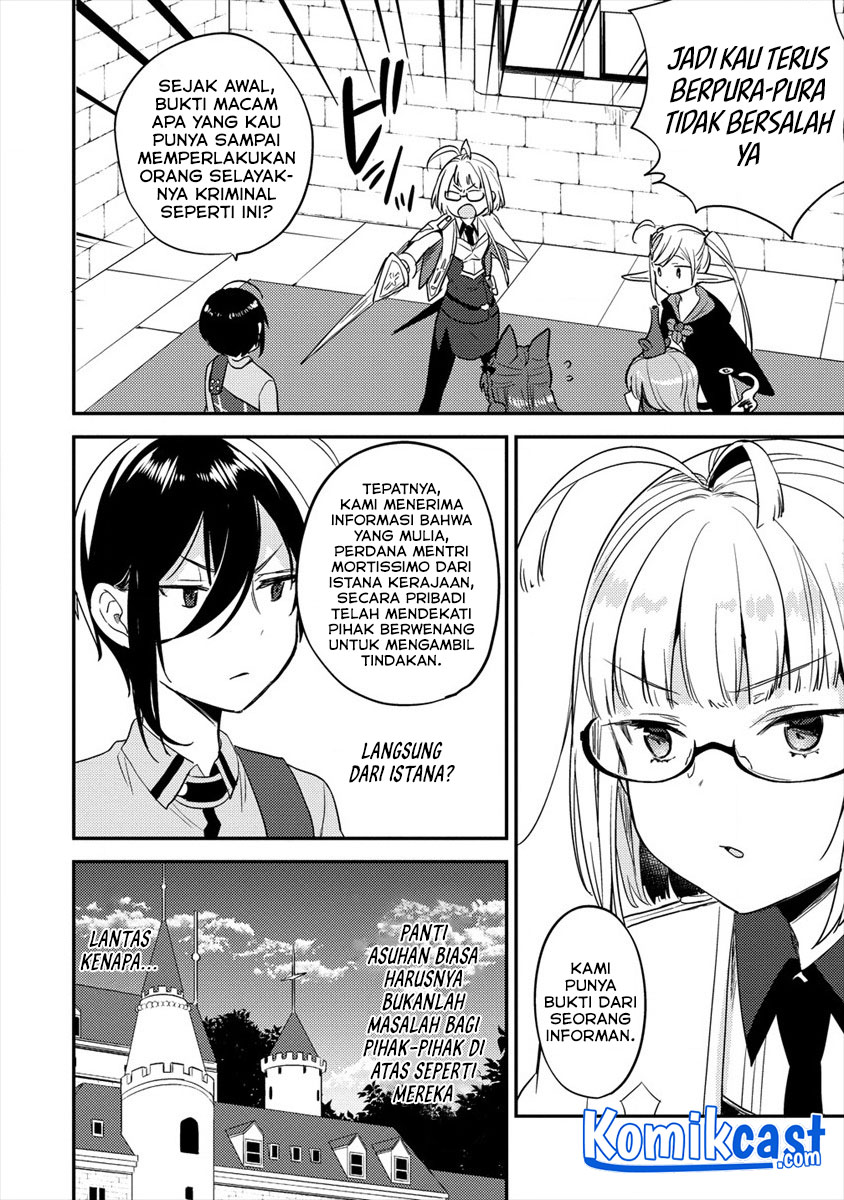 JADI KAU TERUS
BERPURA-PURA
TIDAK BERSALAH
YA
SEJAK AWAL,
BUKTI MACAM
APA YANG KAU
PUNYA SAMPAI
MEMPERLAKUKAN
ORANG SELAYAK-
NYA KRIMINAL
SEPERTI INI?
ビビ
KAMI
PUNYA
BUKTI DARI
SEORANG
INFORMAN.
TEPATNYA,
KAMI MENERIMA
INFORMASI BAHWA
YANG MULIA,
PERDANA MENTRI
MORTISSIMO DARI
ISTANA KERAJAAN,
SECARA PRIBADI
TELAH MENDEKATI
PIHAK BERWENANG
UNTUK MENGAMBIL
TINDAKAN.
LANGSUNG
DARI ISTANA?
PANTI
ASUHAN BIASA
HARUSNYA
BUKANLAH
MASALAH BAGI
PIHAK-PIHAK DI
ATAS SEPERTI
MEREKA
LANTAS
KENAPA...
Komikcast
.com